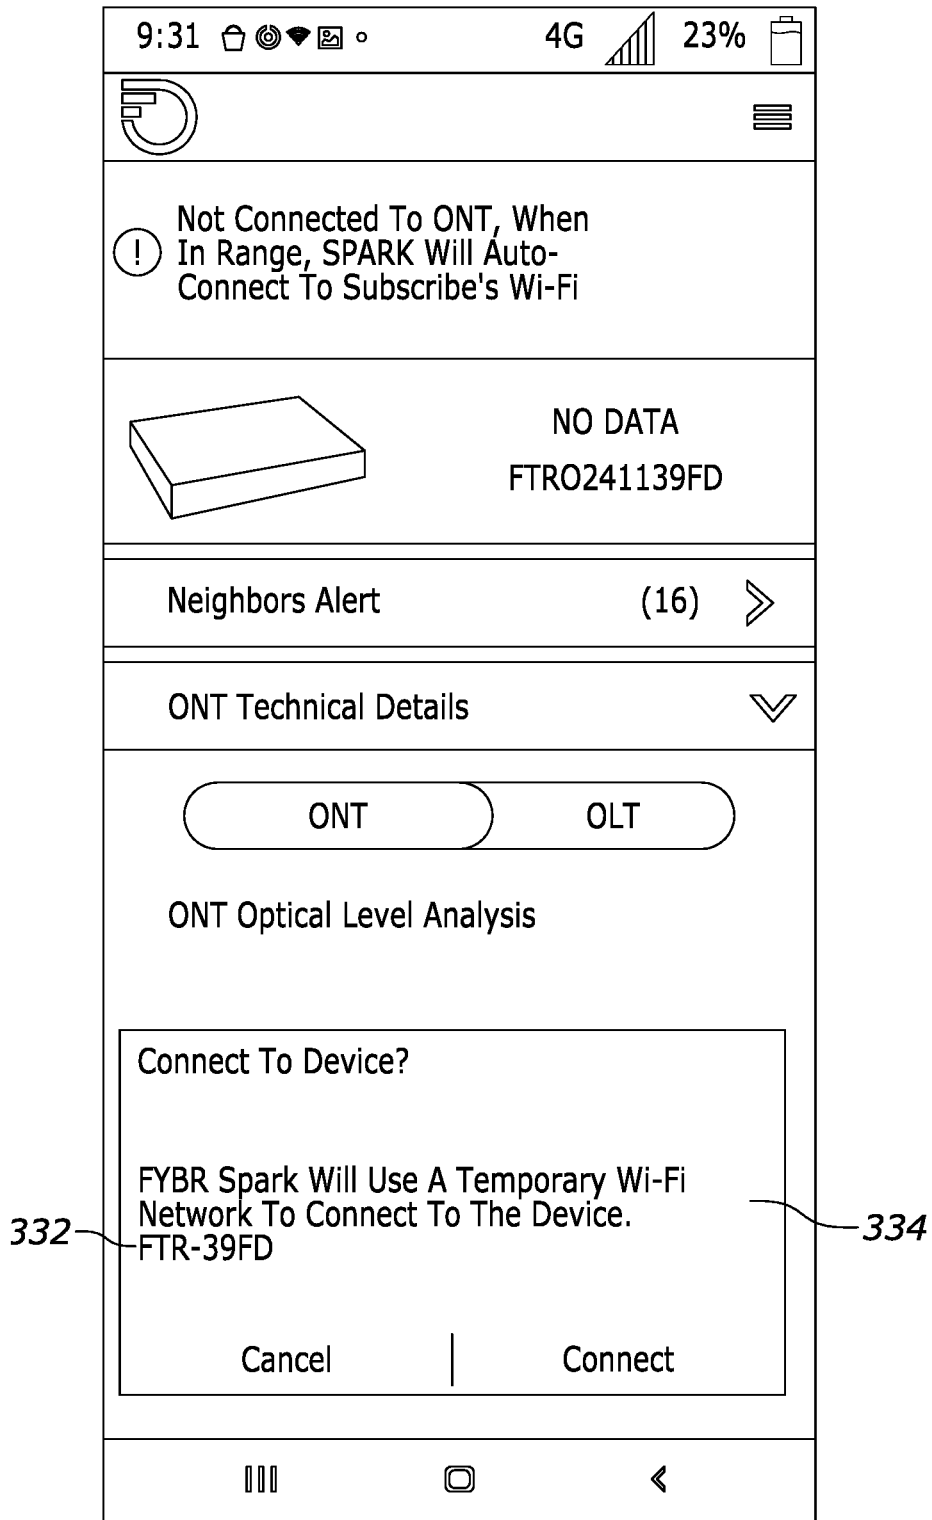 9:31 4G 23%
Not Connected To ONT, When
In Range, SPARK Will Auto-
Connect To Subscribe's Wi-Fi
NO DATA
FTRO241139FD
Neighbors Alert (16)
ONT Technical Details
ONT OLT
ONT Optical Level Analysis
Connect To Device?
FYBR Spark Will Use A Temporary Wi-Fi
Network To Connect To The Device.
FTR-39FD
332
334
Cancel Connect